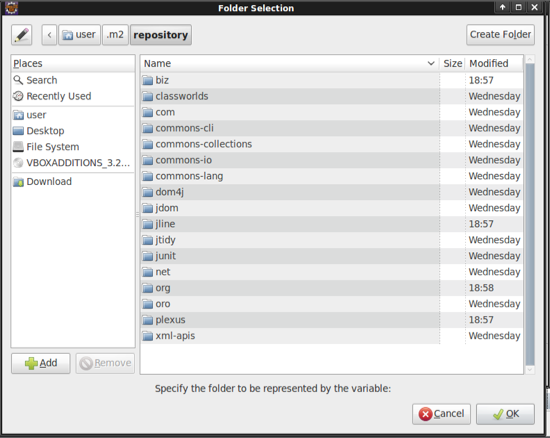 Folder Selection
user .m2 repository Create Folder
Places
Search
Recently Used
user
Desktop
File System
VBOXADDITIONS_3.2...
Download
Add Remove
Name Size Modified
biz 18:57
classworlds Wednesday
com Wednesday
commons-cli Wednesday
commons-collections Wednesday
commons-io Wednesday
commons-lang Wednesday
dom4j Wednesday
jdom Wednesday
jline 18:57
jtidy Wednesday
junit Wednesday
net Wednesday
org 18:58
oro Wednesday
plexus 18:57
xml-apis Wednesday
Specify the folder to be represented by the variable:
Cancel OK